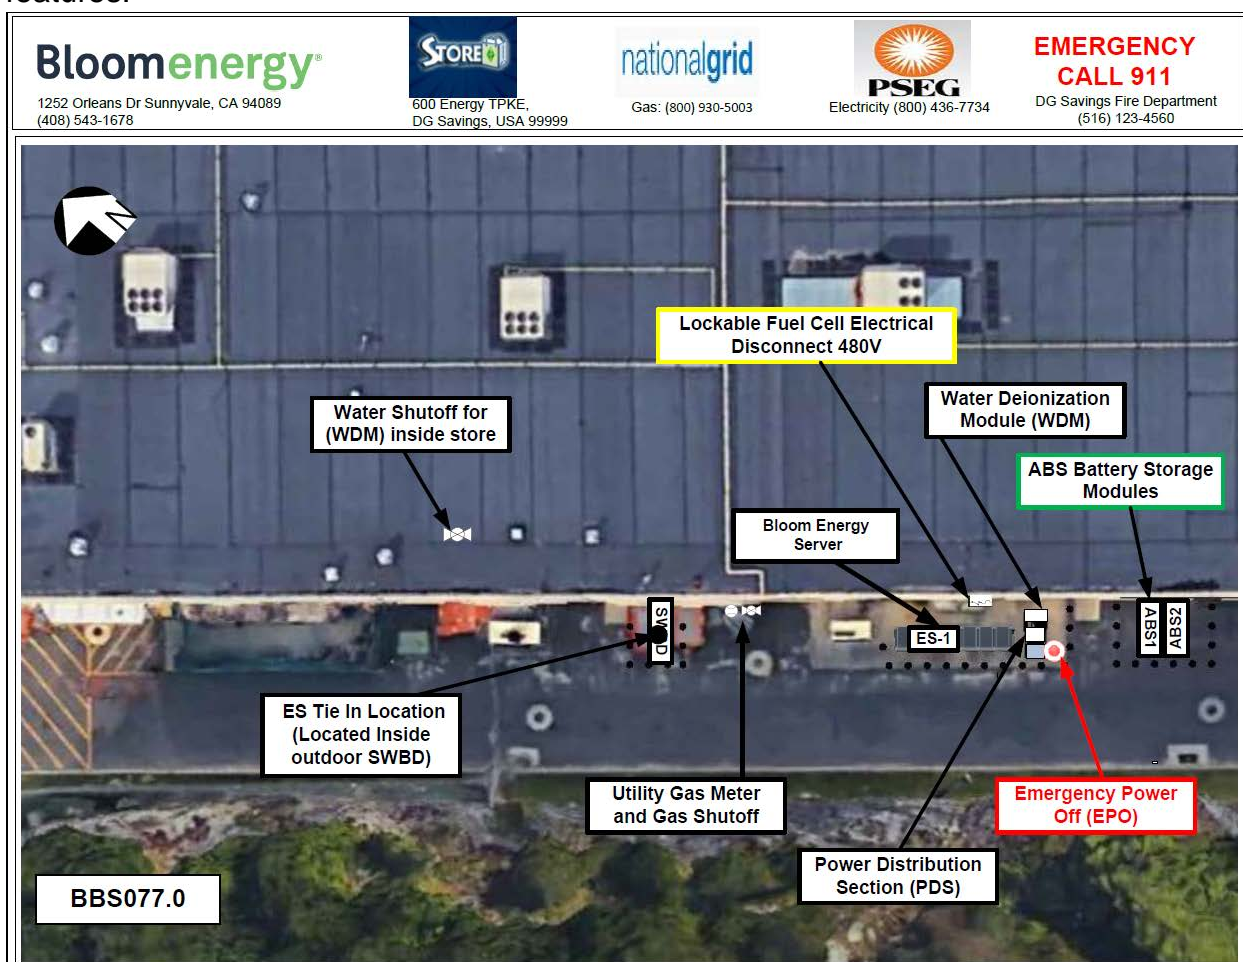 features.
Bloomenergy®
1252 Orleans Dr Sunnyvale, CA 94089
(408) 543-1678
STORE
600 Energy TPKE,
DG Savings, USA 99999
nationalgrid
Gas: (800) 930-5003
PSEG
Electricity (800) 436-7734
EMERGENCY
CALL 911
DG Savings Fire Department
(516) 123-4560
N
Lockable Fuel Cell Electrical
Disconnect 480V
Water Shutoff for
(WDM) inside store
Water Deionization
Module (WDM)
ABS Battery Storage
Modules
Bloom Energy
Server
SWBD
ES-1
ABS1
ABS2
ES Tie In Location
(Located Inside
outdoor SWBD)
Utility Gas Meter
and Gas Shutoff
Emergency Power
Off (EPO)
Power Distribution
Section (PDS)
BBS077.0